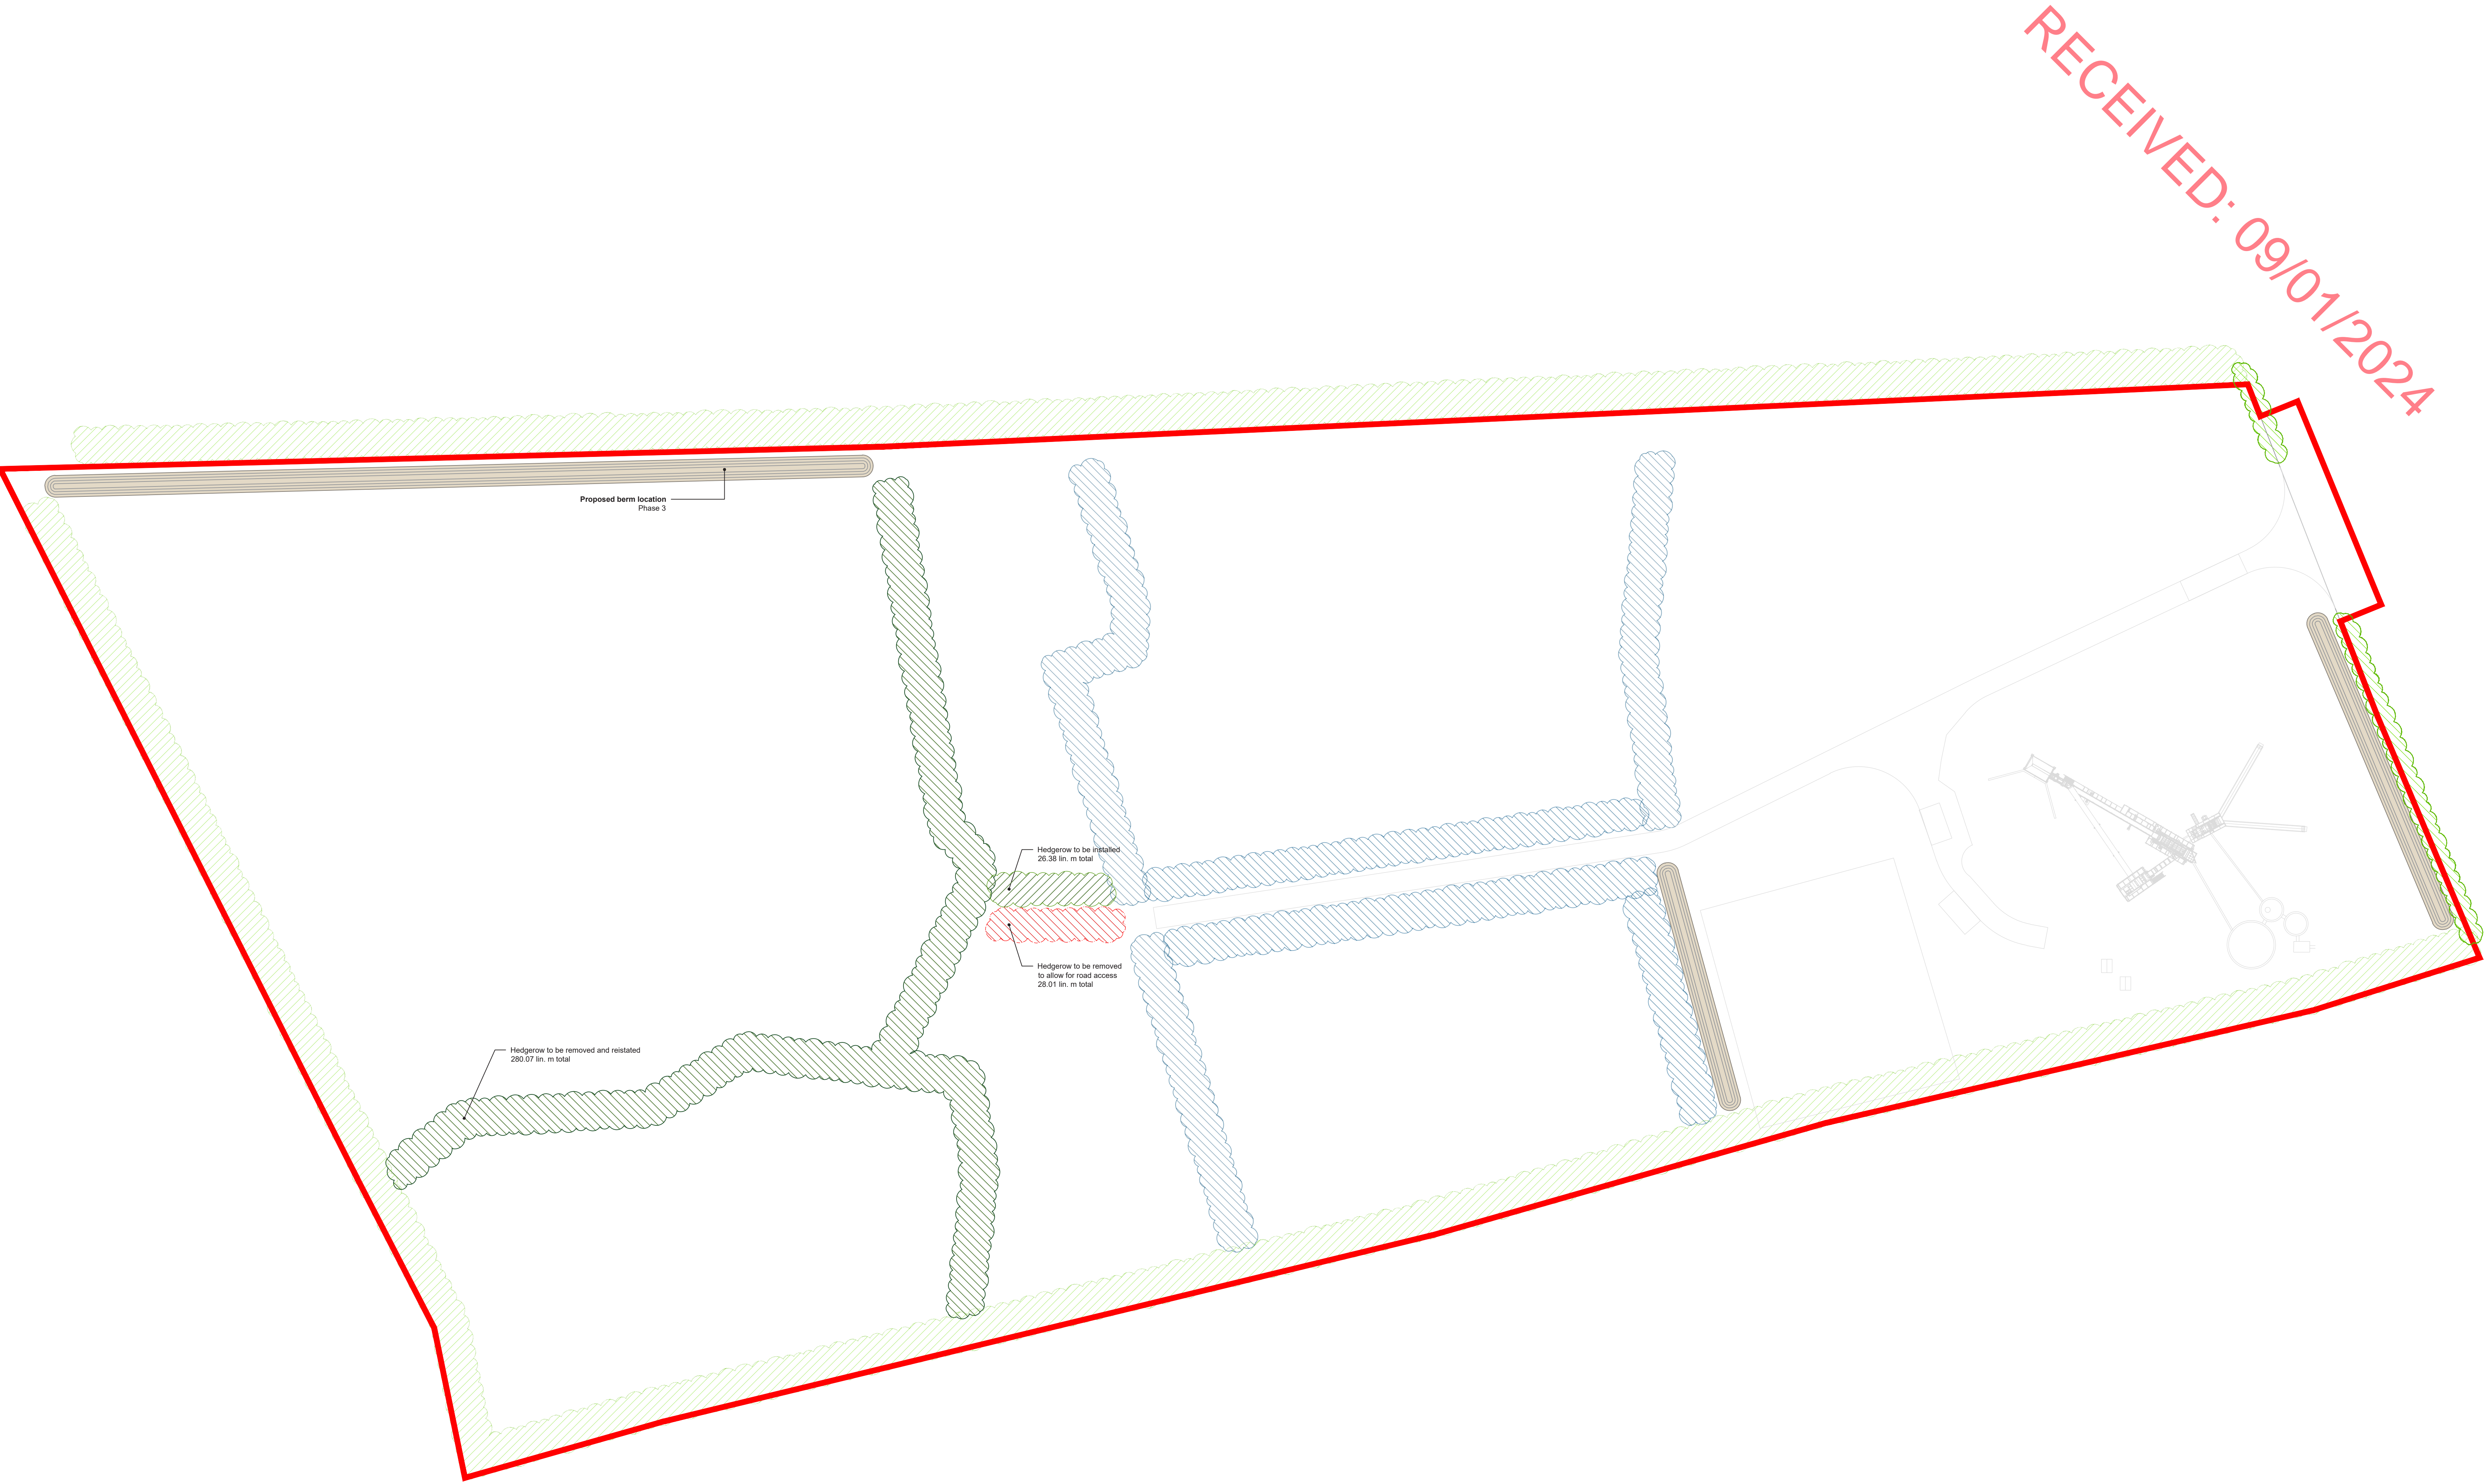 RECEIVED: 09/01/2024
Proposed berm location
Phase 3
Hedgerow to be installed
26.38 lin. m total
Hedgerow to be removed
to allow for road access
28.01 lin. m total
Hedgerow to be removed and reistated
280.07 lin. m total